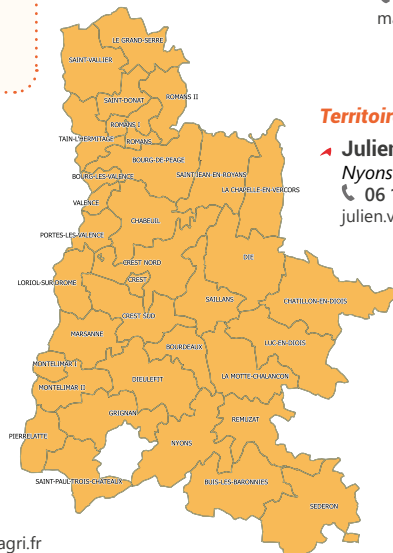 ma
LE GRAND-SERRE
SAINT-VALLIER
ROMANS II
SAINT-DONAT
ROMANS I
TAIN-L'HERMITAGE
ROMANS
BOURG-DE-PEAGE
BOURG-LES-VALENCE
SAINT-JEAN-EN-ROYANS
LA CHAPELLE-EN-VERCORS
VALENCE
CHABEUIL
PORTES-LES-VALENCE
DIE
CREST-NORD
CREST
LORIOL-SUR-DROME
SAILLANS
CHATILLON-EN-DIOIS
CREST-SUD
MARSANNE
LUC-EN-DIOIS
BOURDEAUX
MONTELIMAR I
LA MOTTE-CHALANCON
DIEULEFIT
MONTELIMAR II
GRIGNAN
REMUZAT
PIERRELATTE
NYONS
SAINT-PAUL-TROIS-CHATEAUX
BUIS-LES-BARONNIES
SEDERON
Territoir
Julien
Nyons
06 1
julien.v
agri.fr